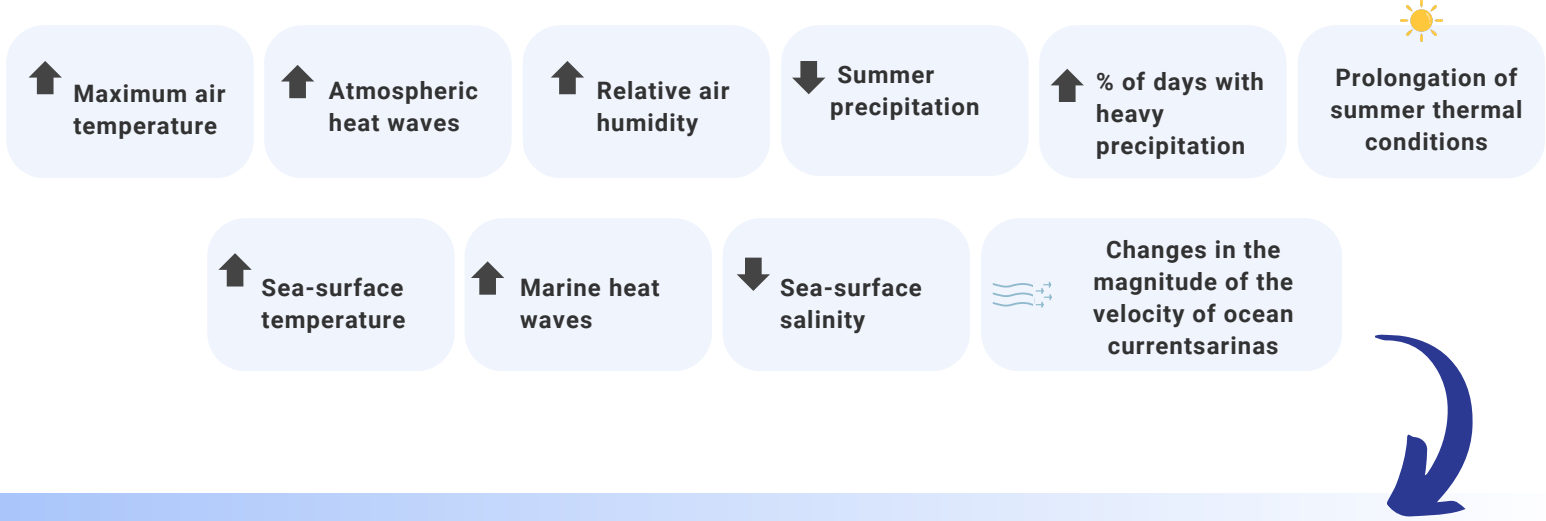 Maximum air
temperature
Atmospheric
heat waves
Relative air
humidity
Summer
precipitation
% of days with
heavy
precipitation
Prolongation of
summer thermal
conditions
Sea-surface
temperature
Marine heat
waves
Sea-surface
salinity
Changes in the
magnitude of the
velocity of ocean
currentsarinas